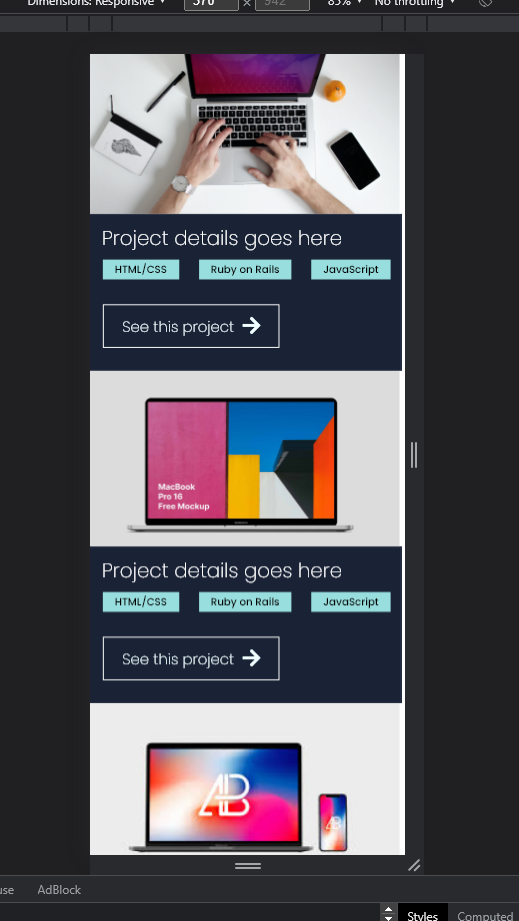 Dimensions: Responsive 370 × 942 85% No throttling
Project details goes here
HTML/CSS Ruby on Rails JavaScript
See this project
MacBook
Pro 16
Free Mockup
Project details goes here
HTML/CSS Ruby on Rails JavaScript
See this project
AB
AB
use AdBlock
Styles Computed